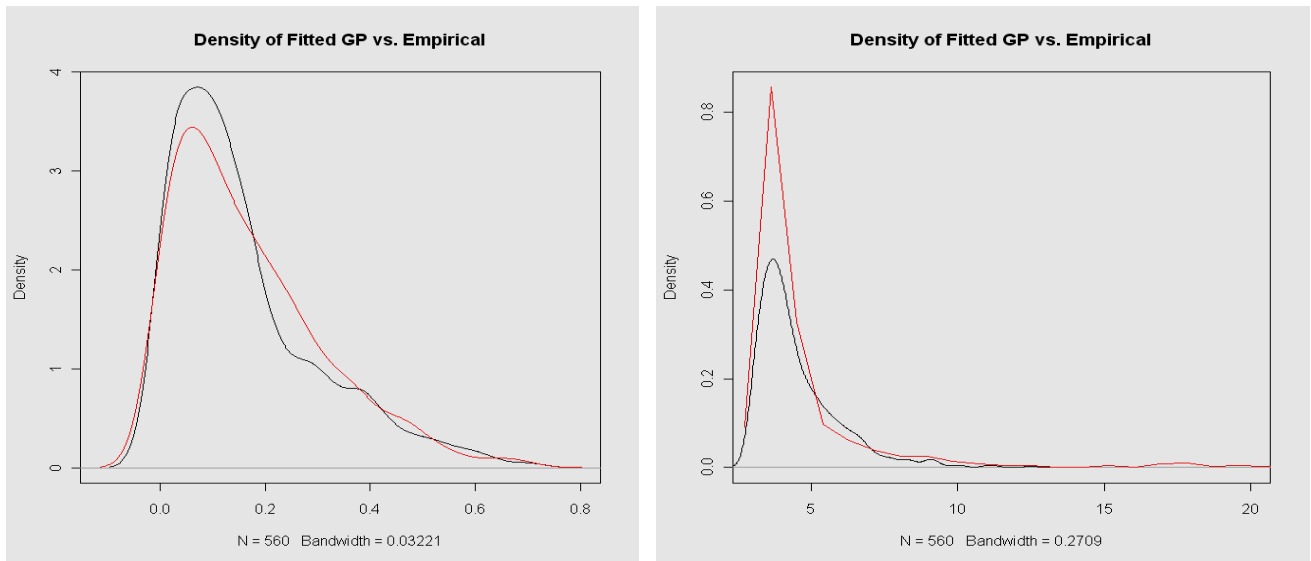 Density of Fitted GP vs. Empirical
Density
4
3
2
1
0
0.0 0.2 0.4 0.6 0.8
N = 560 Bandwidth = 0.03221
Density of Fitted GP vs. Empirical
Density
0.8
0.6
0.4
0.2
0.0
5 10 15 20
N = 560 Bandwidth = 0.2709